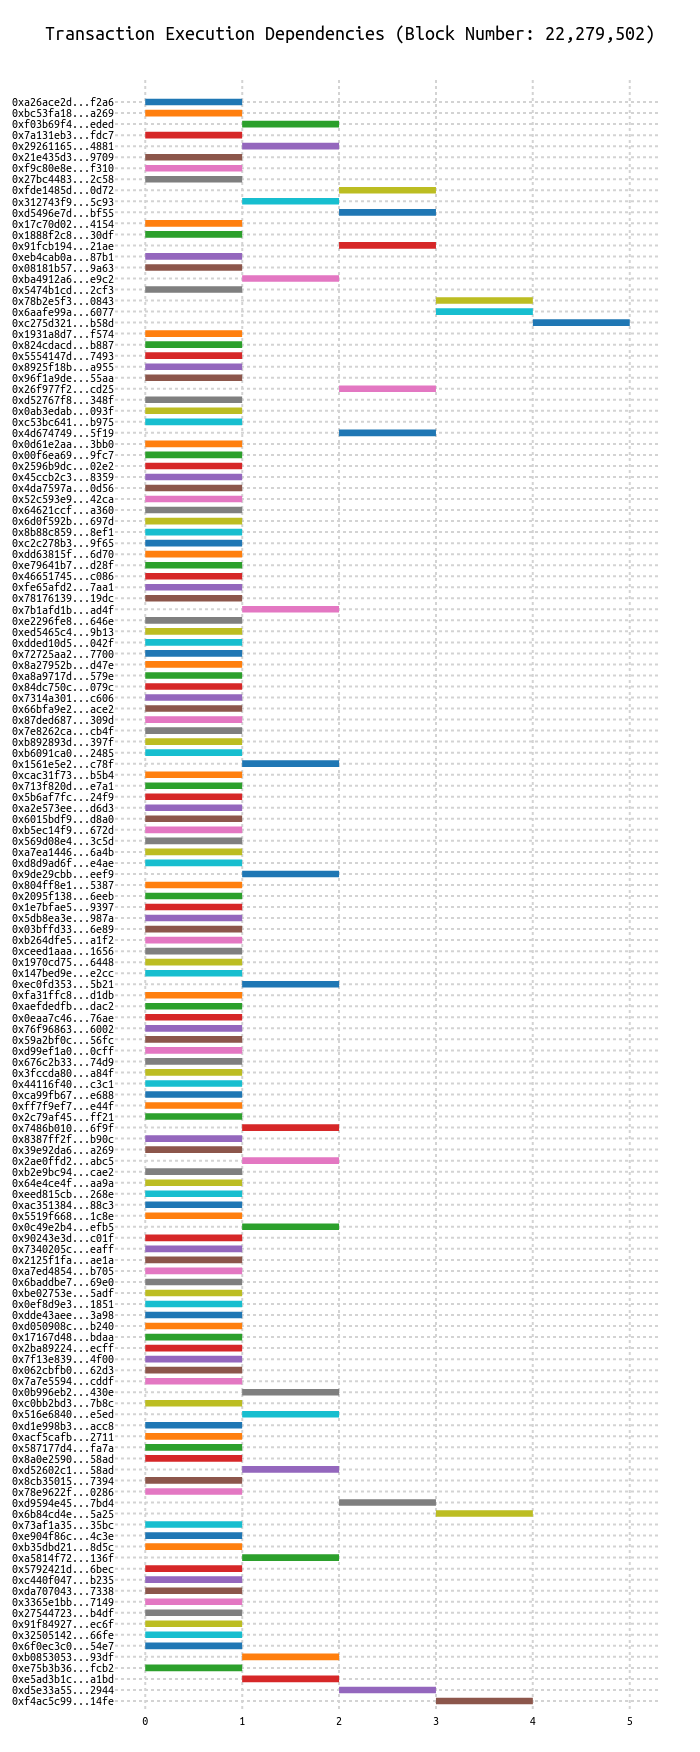 Transaction Execution Dependencies (Block Number: 22,279,502)
0xa26ace2d...f2a6
0xbc53fa18...a269
0xf03b69f4...eded
0x7a131eb3...fdc7
0x29261165...4881
0x21e435d3...9709
0xf9c80e8e...f310
0x27bc4483...2c58
0xfde1485d...0d72
0x312743f9...5c93
0xd5496e7d...bf55
0x17c70d02...4154
0x1888f2c8...30df
0x91fcb194...21ae
0xeb4cab0a...87b1
0x08181b57...9a63
0xba4912a6...e9c2
0x5474b1cd...2cf3
0x78b2e5f3...0843
0x6aafe99a...6077
0xc275d321...b58d
0x1931a8d7...f574
0x824cdacd...b887
0x5554147d...7493
0x8925f18b...a955
0x96f1a9de...55aa
0x26f977f2...cd25
0xd52767f8...348f
0x0ab3edab...093f
0xc53bc641...b975
0x4d674749...5f19
0x0d61e2aa...3bb0
0x00f6ea69...9fc7
0x2596b9dc...02e2
0x45ccb2c3...8359
0x4da7597a...0d56
0x52c593e9...42ca
0x64621ccf...a360
0x6d0f592b...697d
0x8b88c859...8ef1
0xc2c278b3...9f65
0xdd63815f...6d70
0xe79641b7...d28f
0x46651745...c086
0xfe65afd2...7aa1
0x78176139...19dc
0x7b1afd1b...ad4f
0xe2296fe8...646e
0xed5465c4...9b13
0xdded10d5...042f
0x72725aa2...7700
0x8a27952b...d47e
0xa8a9717d...579e
0x84dc750c...079c
0x7314a301...c606
0x66bfa9e2...ace2
0x87ded687...309d
0x7e8262ca...cb4f
0xb892893d...397f
0xb6091ca0...2485
0x1561e5e2...c78f
0xcac31f73...b5b4
0x713f820d...e7a1
0x5b6af7fc...24f9
0xa2e573ee...d6d3
0x6015bdf9...d8a0
0xb5ec14f9...672d
0x569d08e4...3c5d
0xa7ea1446...6a4b
0xd8d9ad6f...e4ae
0x9de29cbb...eef9
0x804ff8e1...5387
0x2095f138...6eeb
0x1e7bfae5...9397
0x5db8ea3e...987a
0x03bffd33...6e89
0xb264dfe5...a1f2
0xceed1aaa...1656
0x1970cd75...6448
0x147bed9e...e2cc
0xec0fd353...5b21
0xfa31ffc8...d1db
0xaefdedfb...dac2
0x0eaa7c46...76ae
0x76f96863...6002
0x59a2bf0c...56fc
0xd99ef1a0...0cff
0x676c2b33...74d9
0x3fccda80...a84f
0x44116f40...c3c1
0xca99fb67...e688
0xff7f9ef7...e44f
0x2c79af45...ff21
0x7486b010...6f9f
0x8387ff2f...b90c
0x39e92da6...a269
0x2ae0ffd2...abc5
0xb2e9bc94...cae2
0x64e4ce4f...aa9a
0xeed815cb...268e
0xac351384...88c3
0x5519f668...1c8e
0x0c49e2b4...efb5
0x90243e3d...c01f
0x7340205c...eaff
0x2125f1fa...ae1a
0xa7ed4854...b705
0x6baddbe7...69e0
0xbe02753e...5adf
0x0ef8d9e3...1851
0xdde43aee...3a98
0xd050908c...b240
0x17167d48...bdaa
0x2ba89224...ecff
0x7f13e839...4f00
0x062cbfb0...62d3
0x7a7e5594...cddf
0x0b996eb2...430e
0xc0bb2bd3...7b8c
0x516e6840...e5ed
0xd1e998b3...acc8
0xacf5cafb...2711
0x587177d4...fa7a
0x8a0e2590...58ad
0xd52602c1...58ad
0x8cb35015...7394
0x78e9622f...0286
0xd9594e45...7bd4
0x6b84cd4e...5a25
0x73af1a35...35bc
0xe904f86c...4c3e
0xb35dbd21...8d5c
0xa5814f72...136f
0x5792421d...6bec
0xc440f047...b235
0xda707043...7338
0x3365e1bb...7149
0x27544723...b4df
0x91f84927...ec6f
0x32505142...66fe
0x6f0ec3c0...54e7
0xb0853053...93df
0xe75b3b36...fcb2
0xe5ad3b1c...a1bd
0xd5e33a55...2944
0xf4ac5c99...14fe
0 1 2 3 4 5